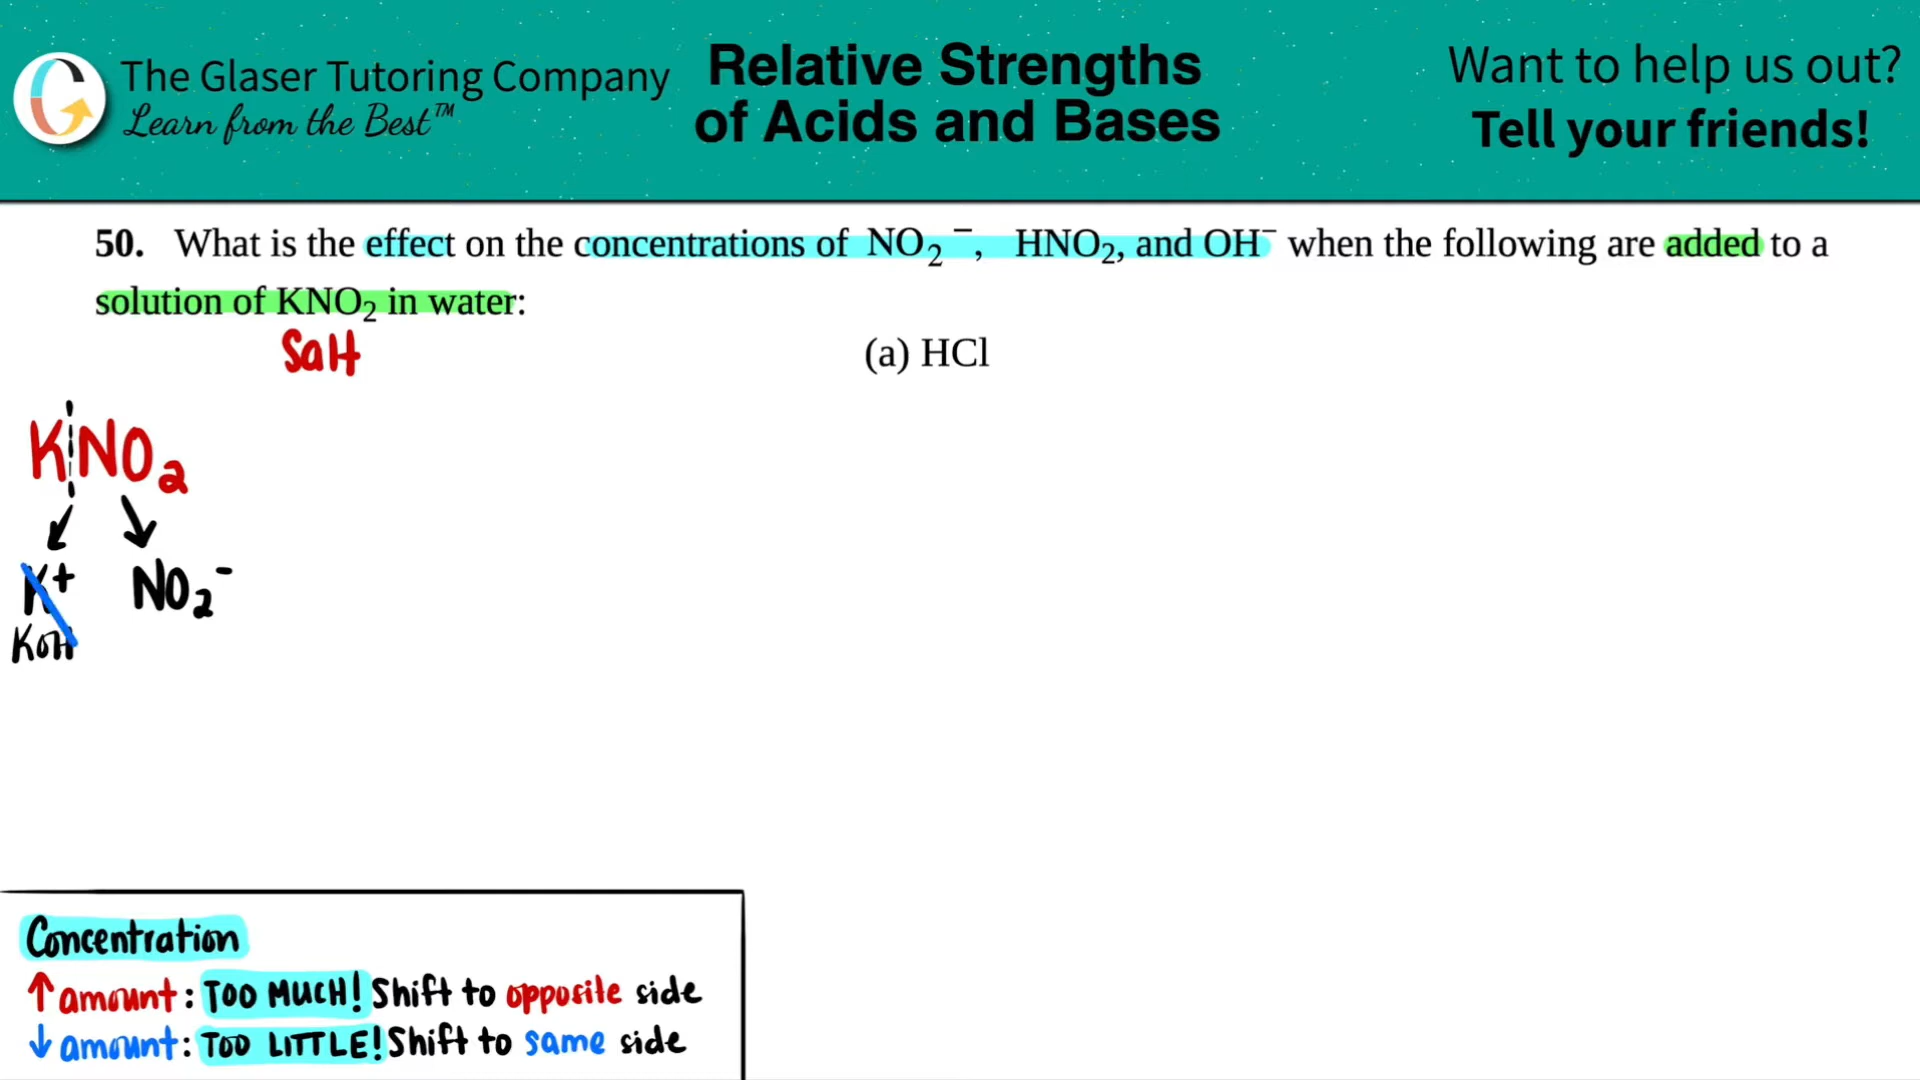 The Glaser Tutoring Company
Learn from the Best™
Relative Strengths
of Acids and Bases
Want to help us out?
Tell your friends!
50. What is the effect on the concentrations of NO₂⁻, HNO₂, and OH⁻ when the following are added to a
solution of KNO₂ in water:
Salt
(a) HCl
KNO₂
K⁺ NO₂⁻
KOH
Concentration
↑ amount: TOO MUCH! Shift to opposite side
↓ amount: TOO LITTLE! Shift to same side